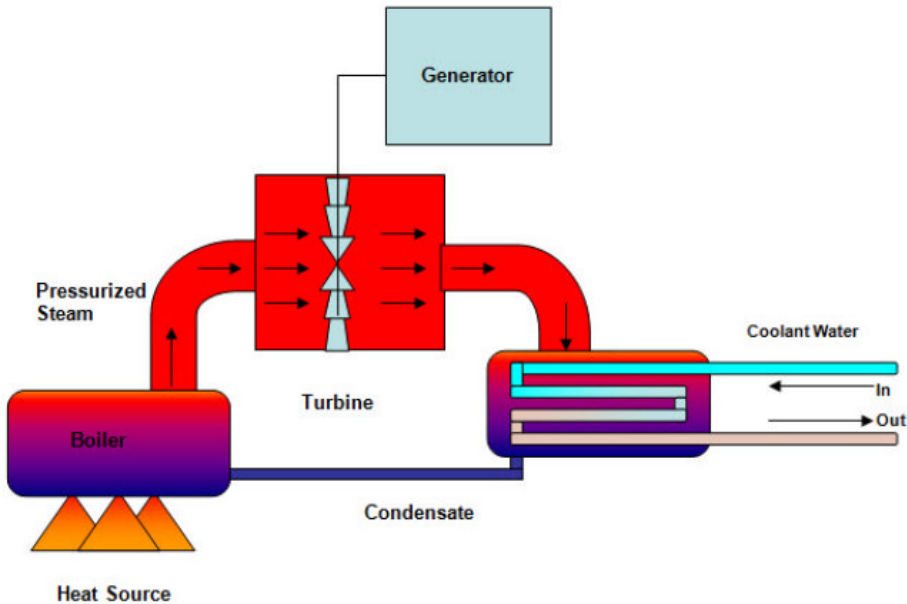 Generator
Pressurized
Steam
Coolant Water
In
Turbine
Out
Boiler
Condensate
Heat Source